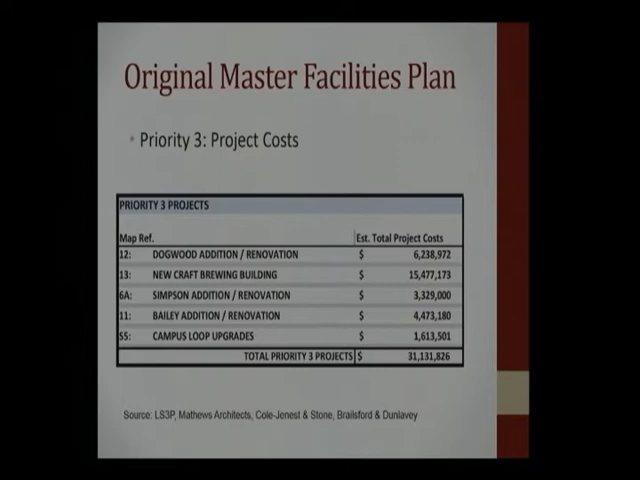 Original Master Facilities Plan
• Priority 3: Project Costs
PRIORITY 3 PROJECTS
Map Ref. Est. Total Project Costs
12: DOGWOOD ADDITION / RENOVATION $ 6,238,972
13: NEW CRAFT BREWING BUILDING $ 15,477,173
6A: SIMPSON ADDITION / RENOVATION $ 3,329,000
11: BAILEY ADDITION / RENOVATION $ 4,473,180
S5: CAMPUS LOOP UPGRADES $ 1,613,501
TOTAL PRIORITY 3 PROJECTS $ 31,131,826
Source: LS3P, Mathews Architects, Cole-Jenest & Stone, Brailsford & Dunlavey